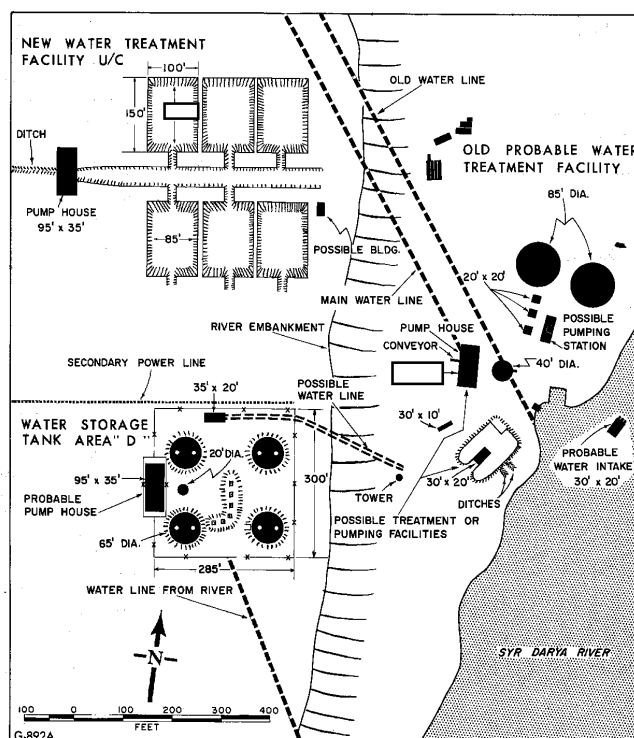 NEW WATER TREATMENT
FACILITY U/C
100'
150'
DITCH
PUMP HOUSE
95' x 35'
85'
POSSIBLE BLDG.
OLD WATER LINE
OLD PROBABLE WATER
TREATMENT FACILITY
85' DIA.
20' x 20'
MAIN WATER LINE
POSSIBLE
PUMPING
STATION
RIVER EMBANKMENT
PUMP HOUSE
CONVEYOR
40' DIA.
SECONDARY POWER LINE
35' x 20'
POSSIBLE
WATER LINE
30' x 10'
WATER STORAGE
TANK AREA "D"
20' DIA.
300'
95' x 35'
PROBABLE
PUMP HOUSE
30' x 20'
TOWER
DITCHES
PROBABLE
WATER INTAKE
30' x 20'
65' DIA.
POSSIBLE TREATMENT OR
PUMPING FACILITIES
285'
WATER LINE FROM RIVER
N
SYR DARYA RIVER
100 0 100 200 300 400
FEET
G-892A